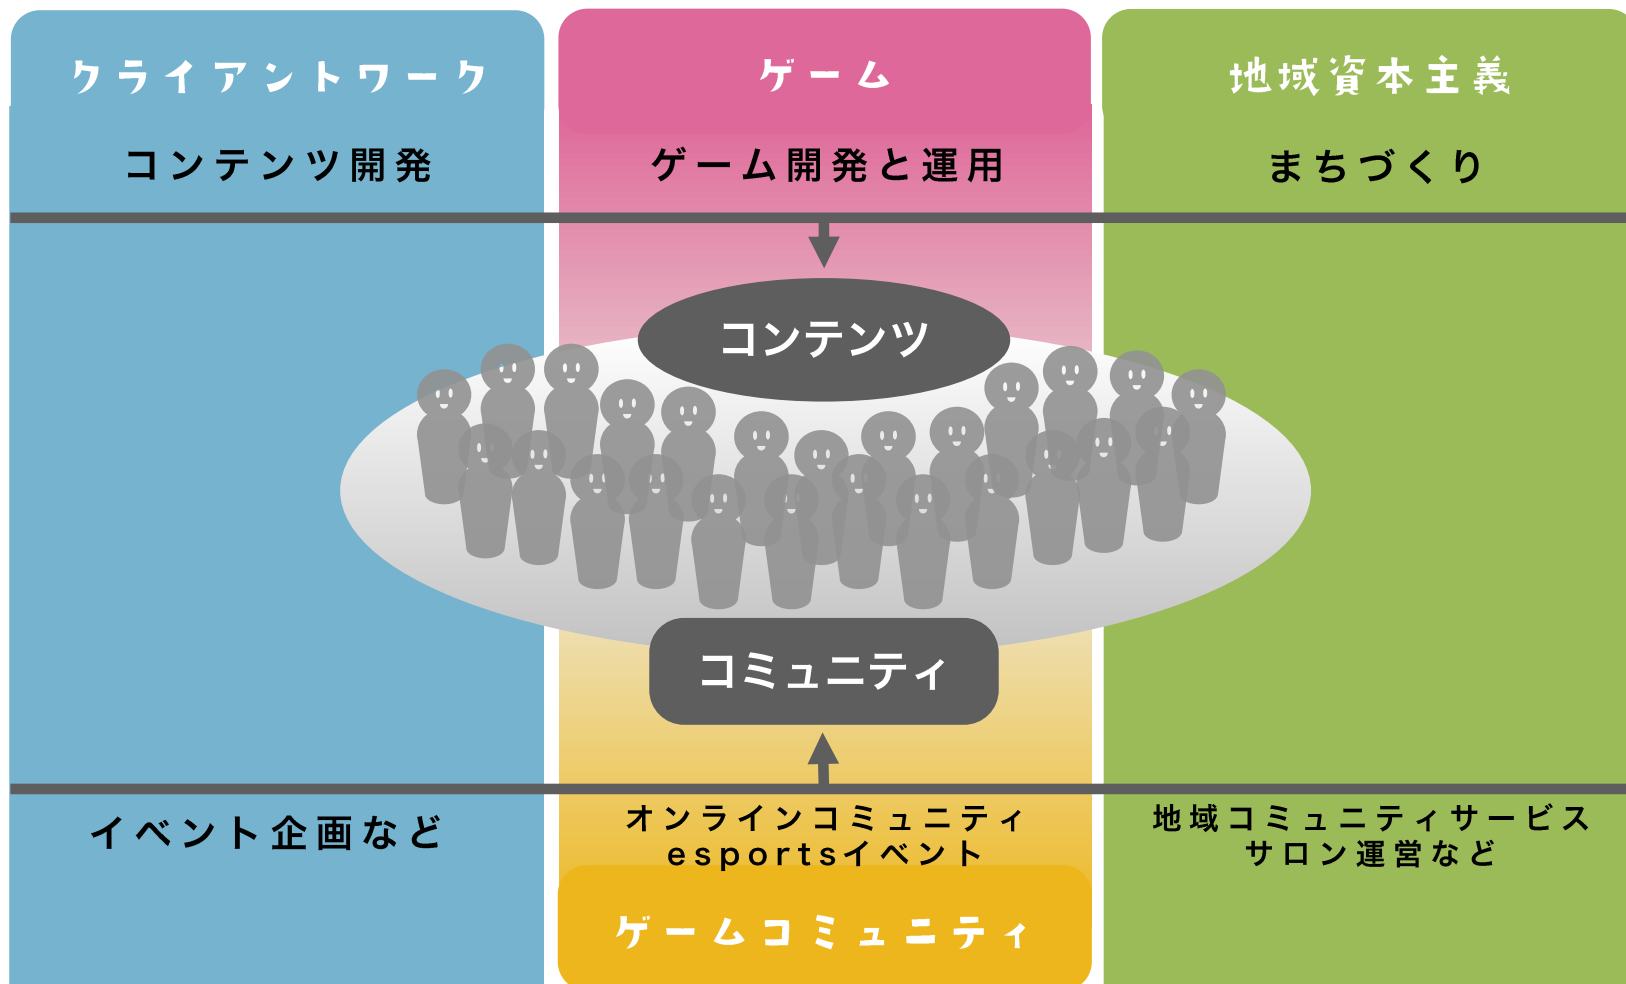 クライアントワーク
コンテンツ開発
ゲーム
ゲーム開発と運用
地域資本主義
まちづくり
コンテンツ
コミュニティ
イベント企画など
オンラインコミュニティ
esportsイベント
ゲームコミュニティ
地域コミュニティサービス
サロン運営など